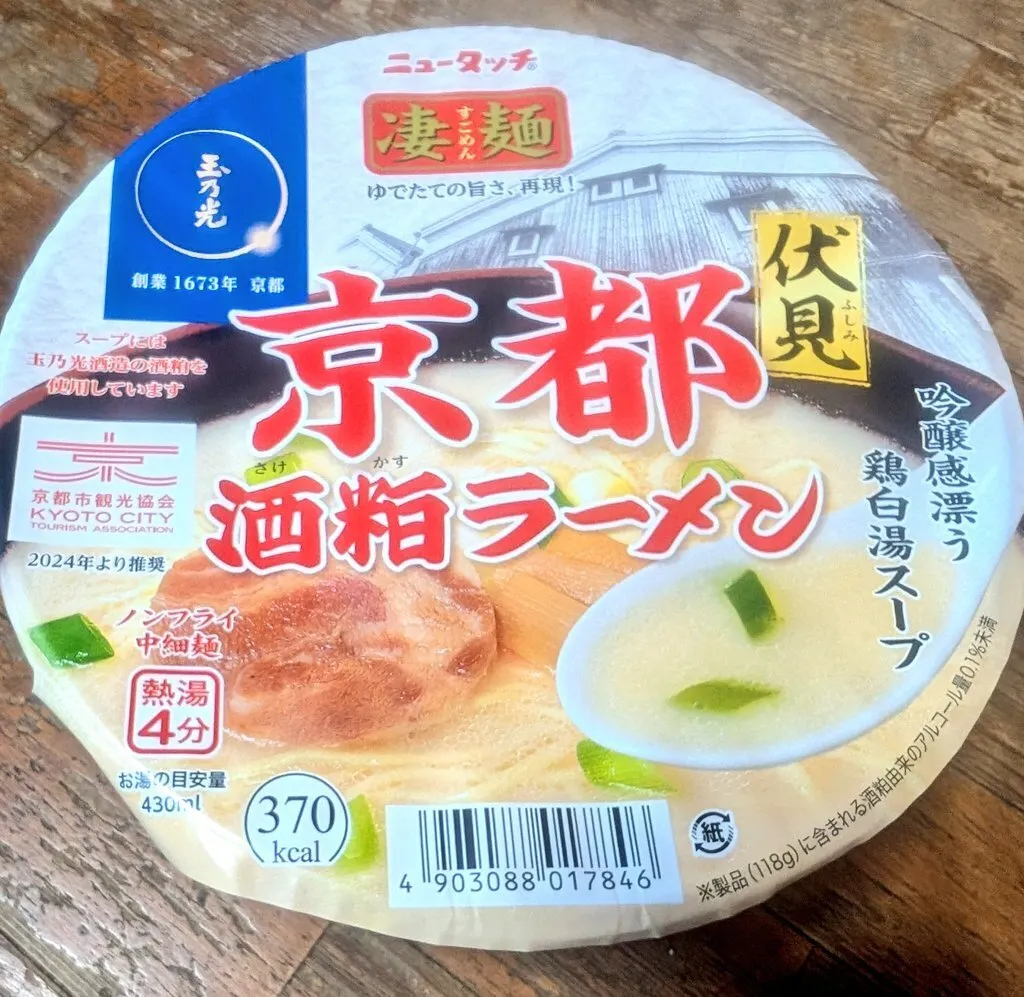 ニュータッチ®
凄麺
すごめん
ゆでたての旨さ、再現!
玉乃光
創業1673年 京都
スープには
玉乃光酒造の酒粕を
使用しています
京都
伏見
ふしみ
さけ かす
酒粕ラーメン
吟醸感漂う
鶏白湯スープ
京都市観光協会
KYOTO CITY
TOURISM ASSOCIATION
2024年より推奨
ノンフライ
中細麺
熱湯
4分
お湯の目安量
430ml
370
kcal
4 903088 017846
紙
※製品(118g)に含まれる酒粕由来のアルコール量0.1%未満